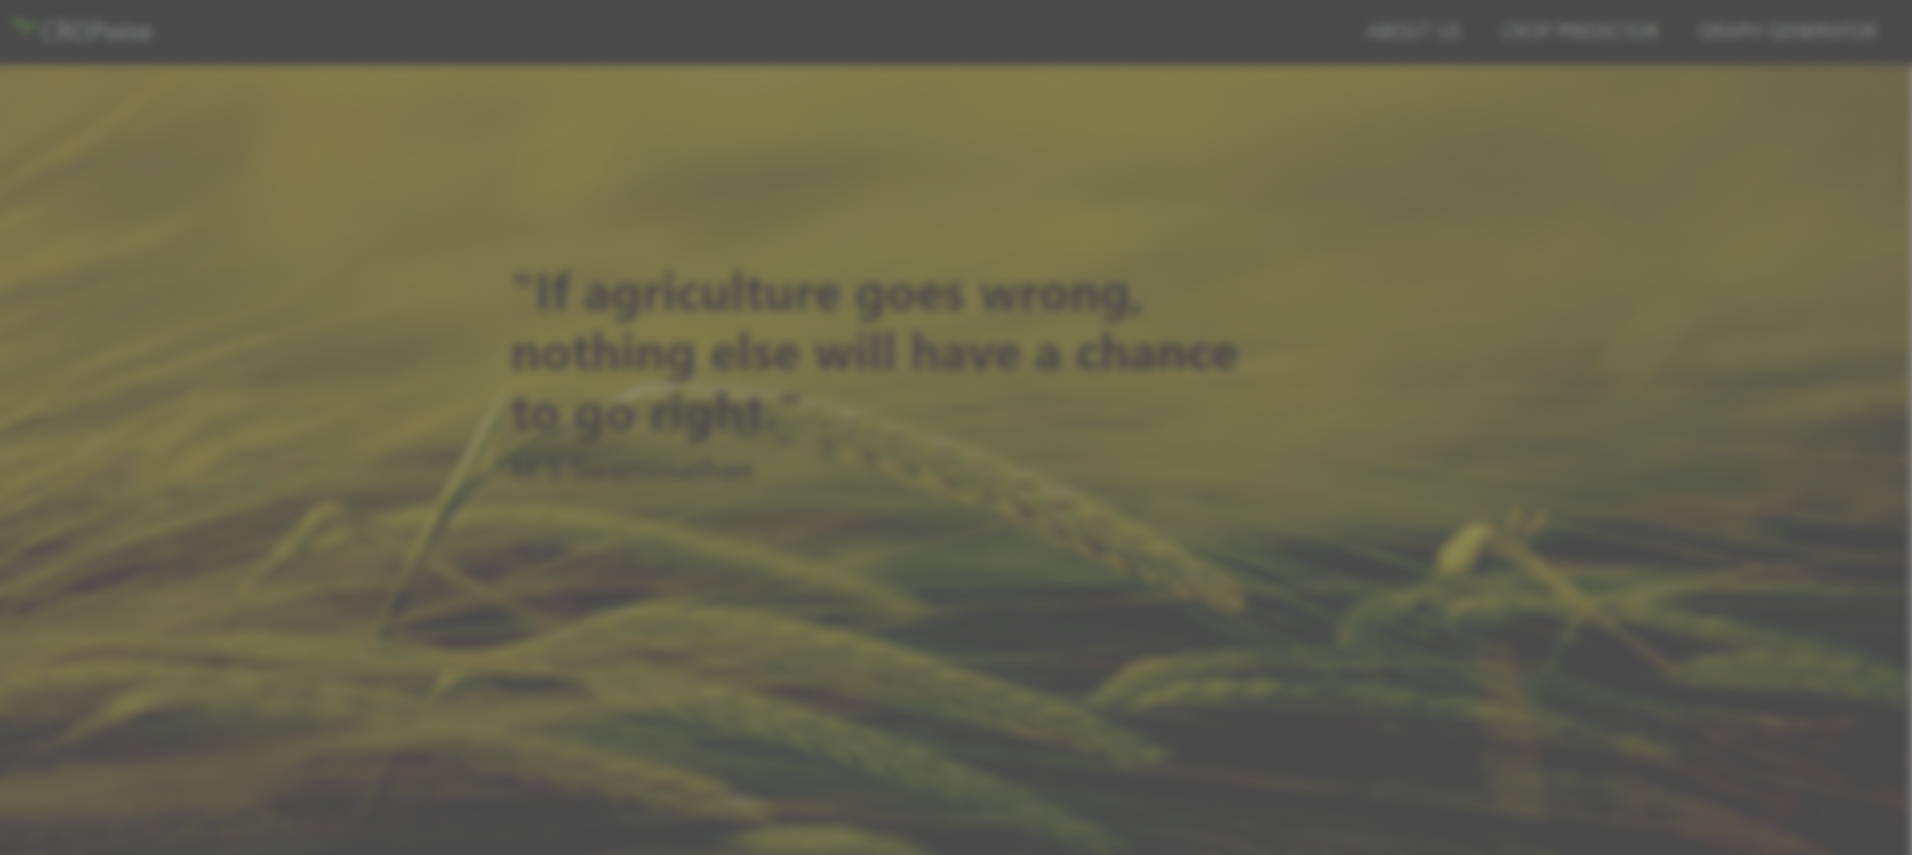 CROPwise
ABOUT US
CROP PREDICTOR
GRAPH GENERATOR
"If agriculture goes wrong,
nothing else will have a chance
to go right."
M S Swaminathan